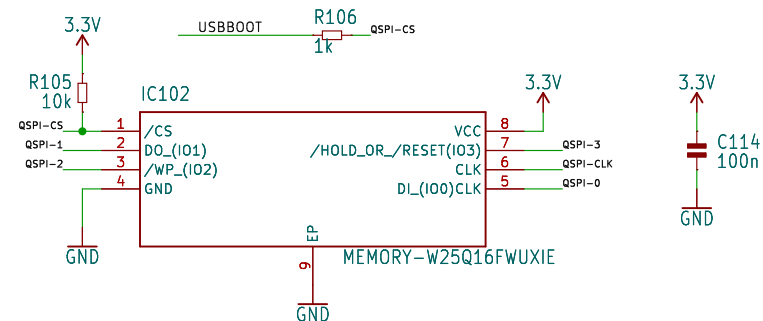 R106
3.3V
USBBOOT
QSPI-CS
1k
R105
10k
IC102
3.3V
3.3V
QSPI-CS
1
/CS
VCC
8
QSPI-1
2
DO_(IO1)
/HOLD_OR_/RESET(IO3)
7
QSPI-3
C114
QSPI-2
3
/WP_(IO2)
CLK
6
QSPI-CLK
100n
4
GND
DI_(IO0)CLK
5
QSPI-0
GND
EP
GND
MEMORY-W25Q16FWUXIE
9
GND